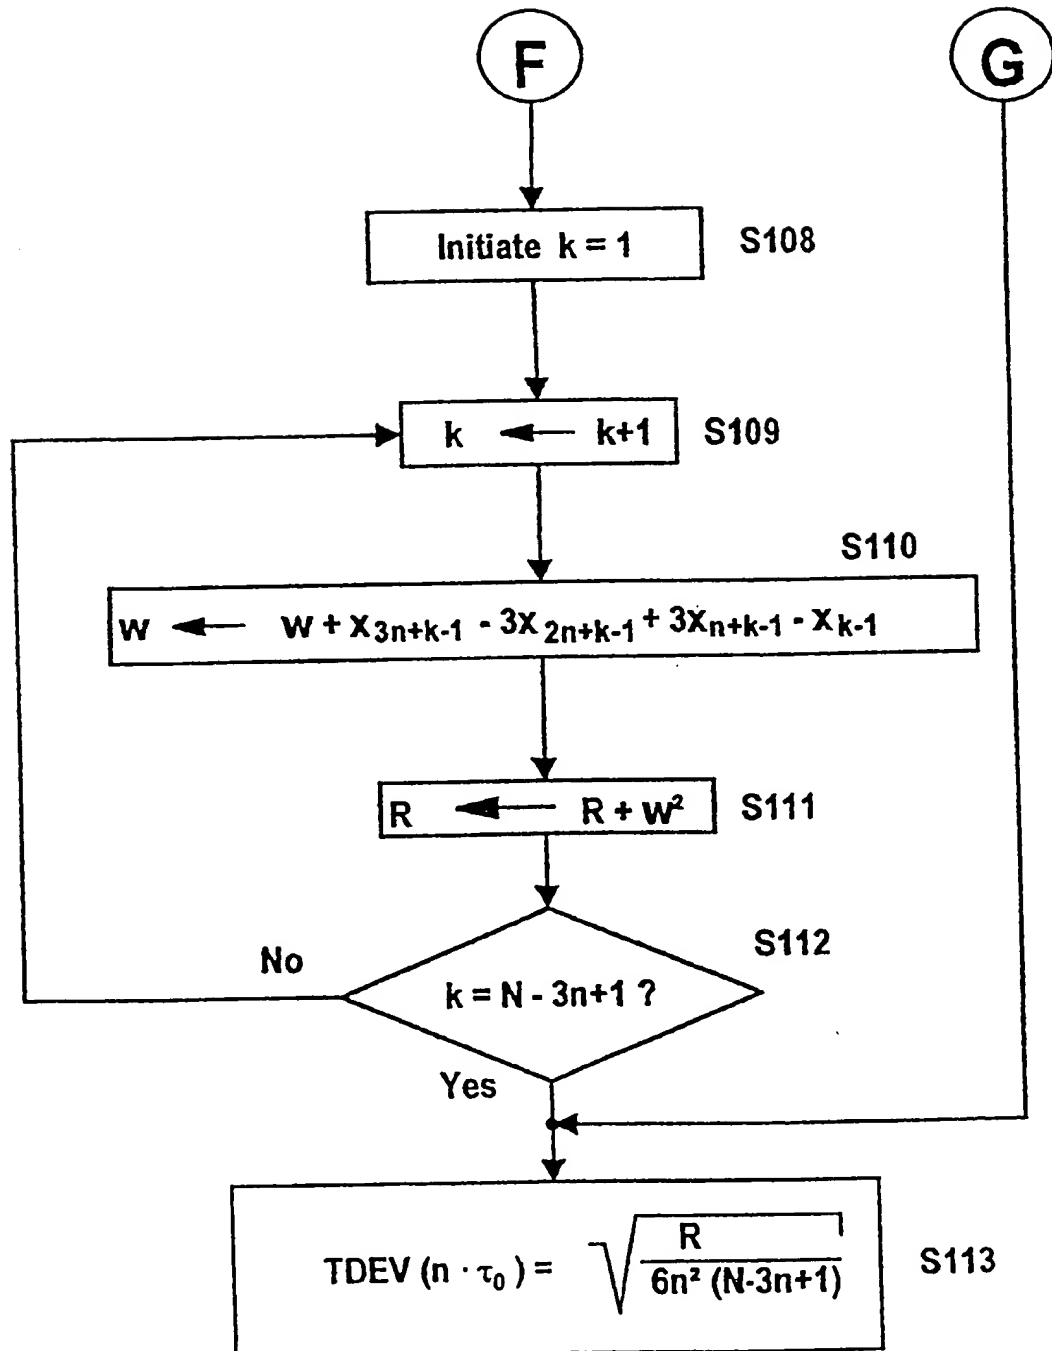 F
G
Initiate k = 1
S108
k ← k+1
S109
S110
w ← w + x₃ₙ₊ₖ₋₁ - 3x₂ₙ₊ₖ₋₁ + 3xₙ₊ₖ₋₁ - xₖ₋₁
R ← R + w²
S111
S112
No
k = N - 3n+1 ?
Yes
TDEV (n · τ₀) = √ R / 6n² (N-3n+1)
S113